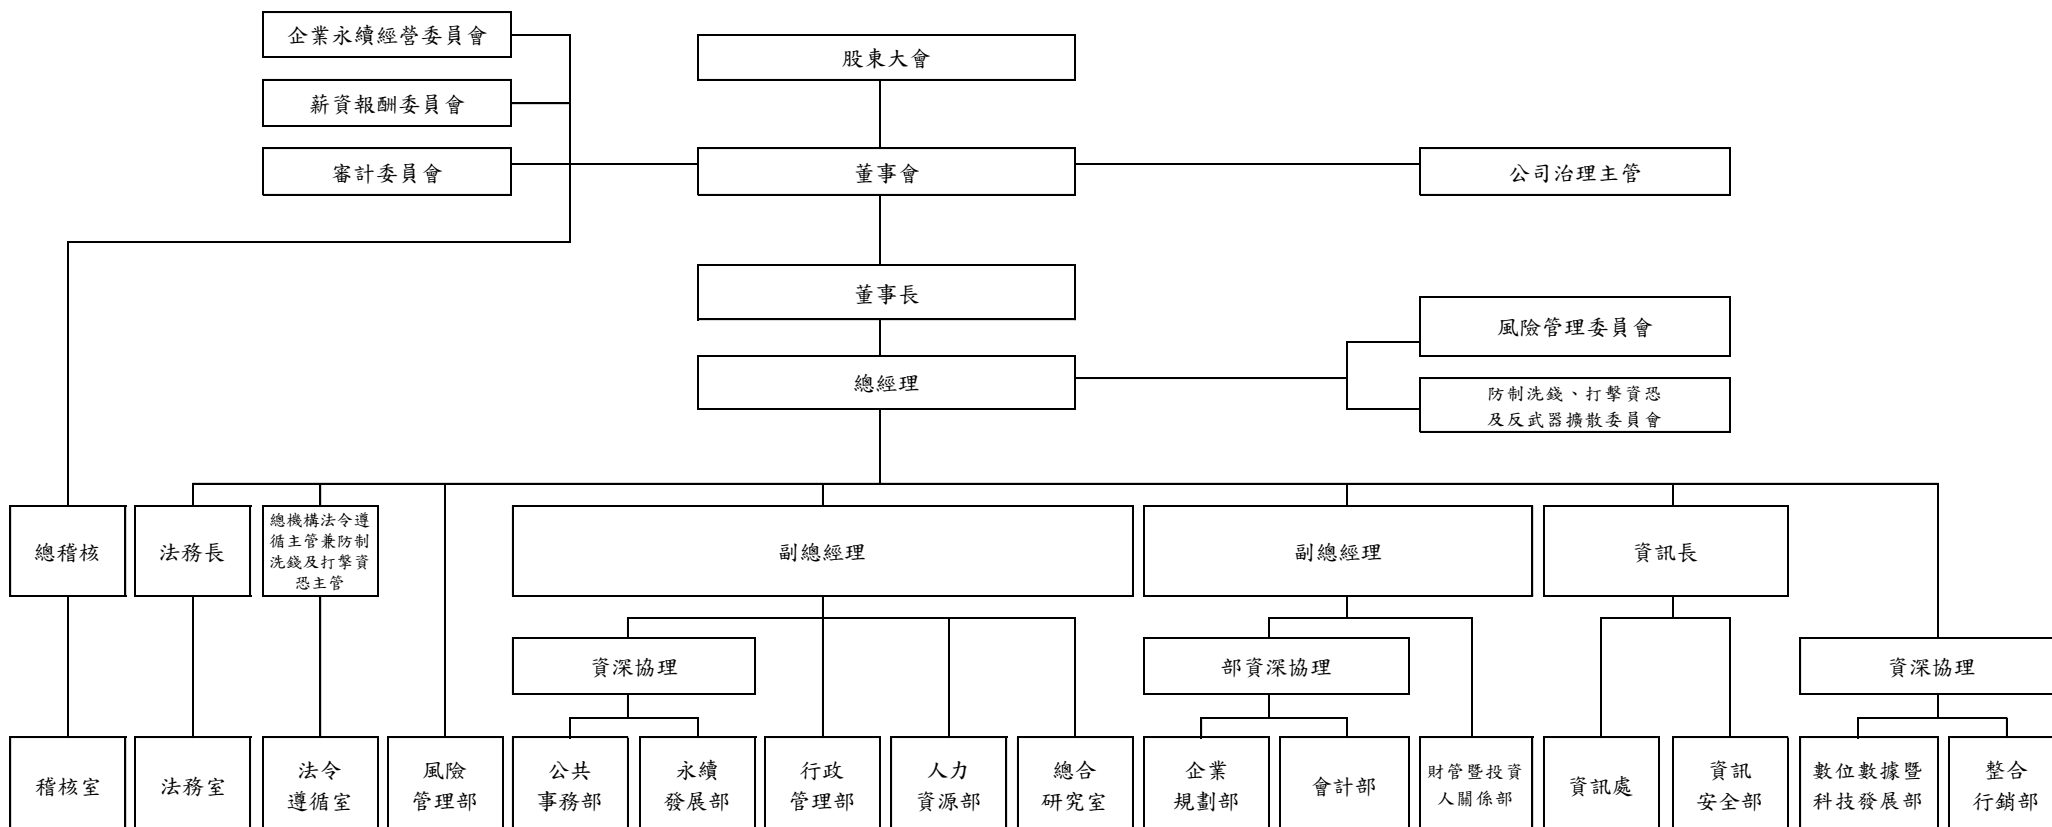 企業永續經營委員會
股東大會
薪資報酬委員會
審計委員會
董事會
公司治理主管
董事長
風險管理委員會
總經理
防制洗錢、打擊資恐
及反武器擴散委員會
總稽核
法務長
總機構法令遵
循主管兼防制
洗錢及打擊資
恐主管
副總經理
副總經理
資訊長
資深協理
部資深協理
資深協理
稽核室
法務室
法令
遵循室
風險
管理部
公共
事務部
永續
發展部
行政
管理部
人力
資源部
總合
研究室
企業
規劃部
會計部
財管暨投資
人關係部
資訊處
資訊
安全部
數位數據暨
科技發展部
整合
行銷部